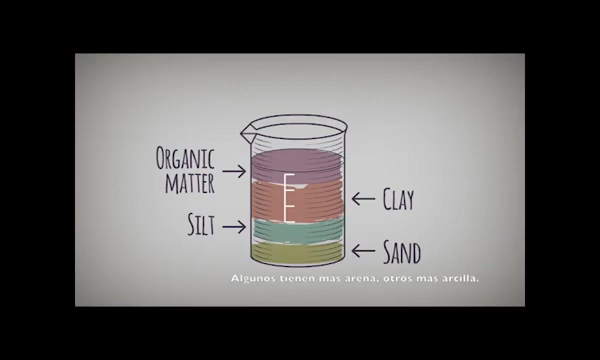 ORGANIC
MATTER
CLAY
SILT
SAND
Algunos tienen mas arena, otros mas arcilla.